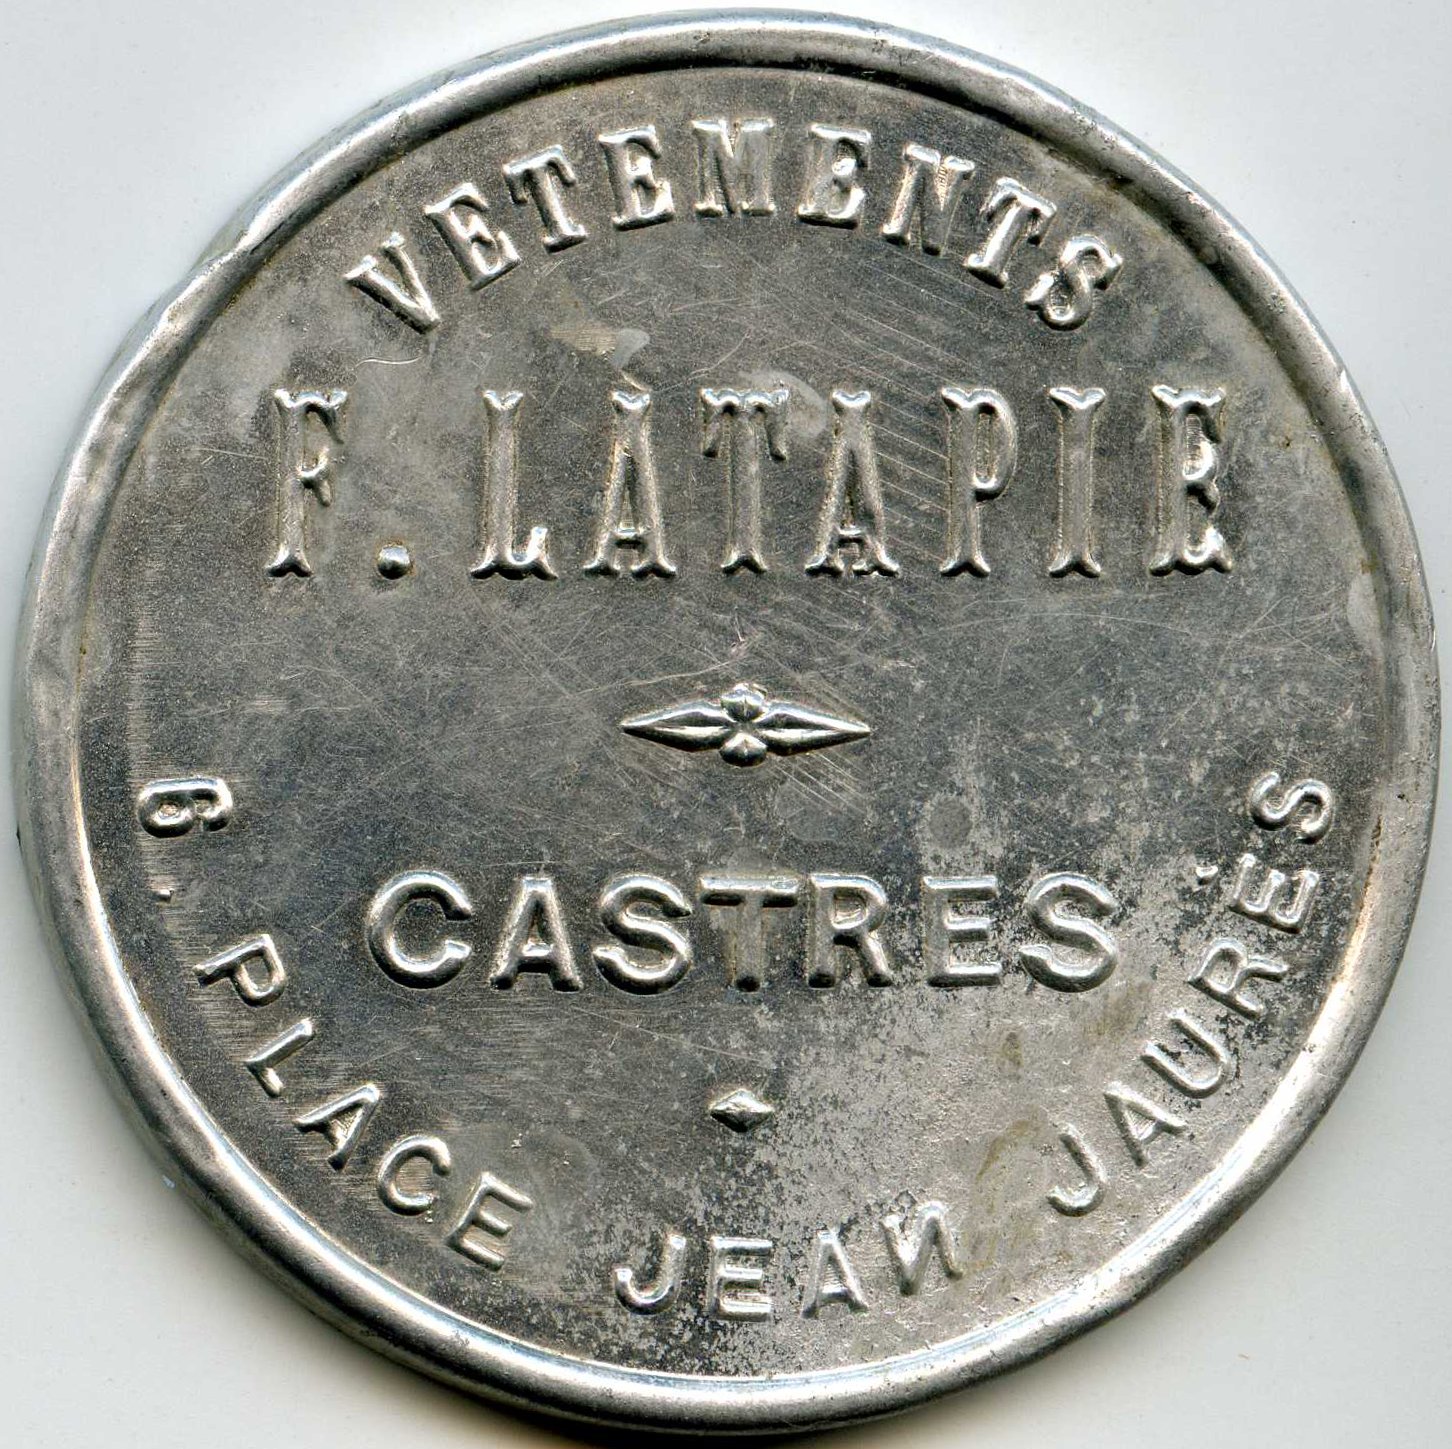 VETEMENTS
F. LATAPIE
CASTRES
6. PLACE JEAN JAURÈS